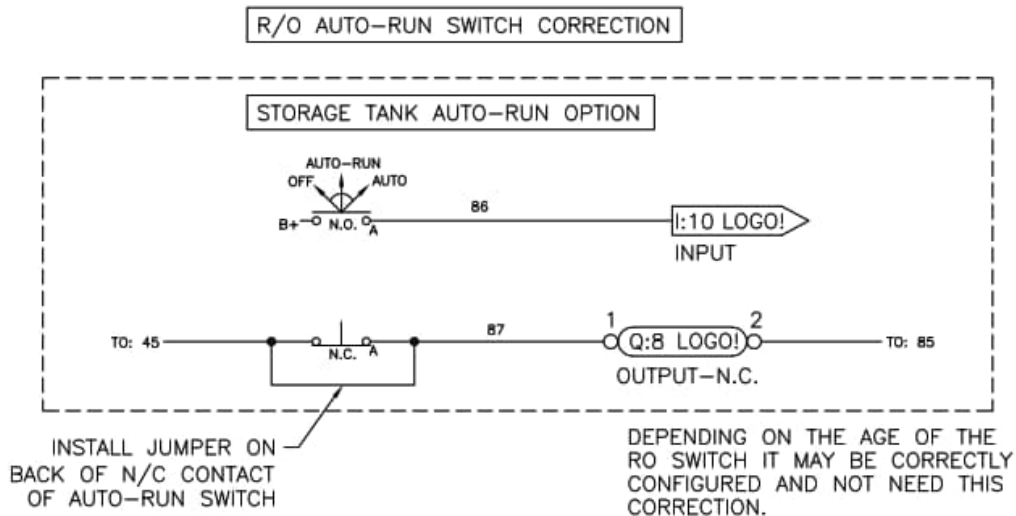 R/O AUTO-RUN SWITCH CORRECTION
STORAGE TANK AUTO-RUN OPTION
AUTO-RUN
OFF
AUTO
B+
N.O.
A
86
I:10 LOGO!
INPUT
TO: 45
N.C.
A
87
1
Q:8 LOGO!
2
TO: 85
OUTPUT-N.C.
INSTALL JUMPER ON
BACK OF N/C CONTACT
OF AUTO-RUN SWITCH
DEPENDING ON THE AGE OF THE
RO SWITCH IT MAY BE CORRECTLY
CONFIGURED AND NOT NEED THIS
CORRECTION.